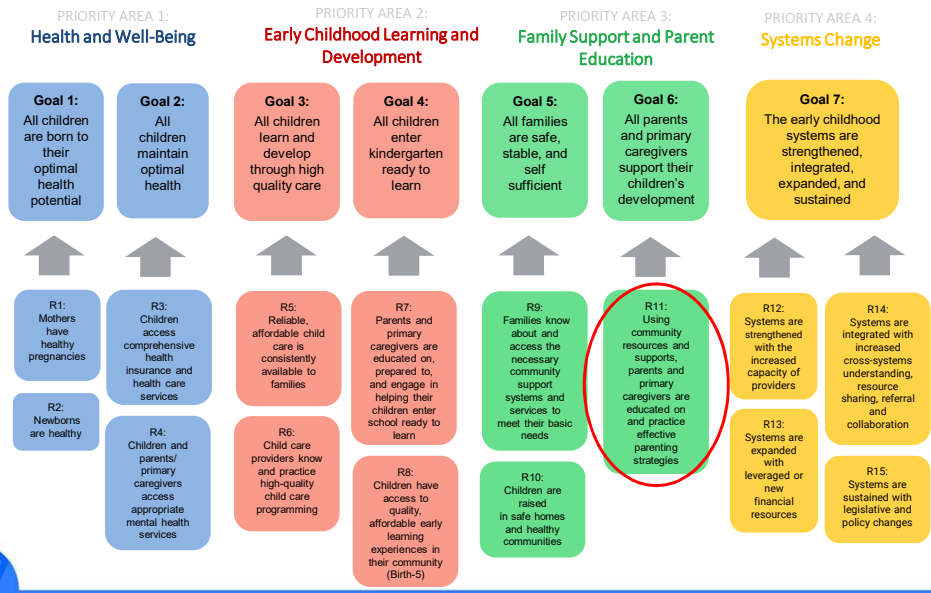 PRIORITY AREA 1:
Health and Well-Being
PRIORITY AREA 2:
Early Childhood Learning and
Development
PRIORITY AREA 3:
Family Support and Parent
Education
PRIORITY AREA 4:
Systems Change
Goal 1:
All children
are born to
their
optimal
health
potential
Goal 2:
All
children
maintain
optimal
health
Goal 3:
All children
learn and
develop
through high
quality care
Goal 4:
All children
enter
kindergarten
ready to
learn
Goal 5:
All families
are safe,
stable, and
self
sufficient
Goal 6:
All parents
and primary
caregivers
support their
children's
development
Goal 7:
The early childhood
systems are
strengthened,
integrated,
expanded, and
sustained
R1:
Mothers
have
healthy
pregnancies
R2:
Newborns
are healthy
R3:
Children
access
comprehensive
health
insurance and
health care
services
R4:
Children and
parents/
primary
caregivers
access
appropriate
mental health
services
R5:
Reliable,
affordable child
care is
consistently
available to
families
R6:
Child care
providers know
and practice
high-quality
child care
programming
R7:
Parents and
primary
caregivers are
educated on,
prepared to,
and engage in
helping their
children enter
school ready to
learn
R8:
Children have
access to
quality,
affordable early
learning
experiences in
their community
(Birth-5)
R9:
Families know
about and
access the
necessary
community
support
systems and
services to
meet their basic
needs
R10:
Children are
raised
in safe homes
and healthy
communities
R11:
Using
community
resources and
supports,
parents and
primary
caregivers are
educated on
and practice
effective
parenting
strategies
R12:
Systems are
strengthened
with the
increased
capacity of
providers
R13:
Systems are
expanded
with
leveraged or
new
financial
resources
R14:
Systems are
integrated with
increased
cross-systems
understanding,
resource
sharing, referral
and
collaboration
R15:
Systems are
sustained with
legislative and
policy changes